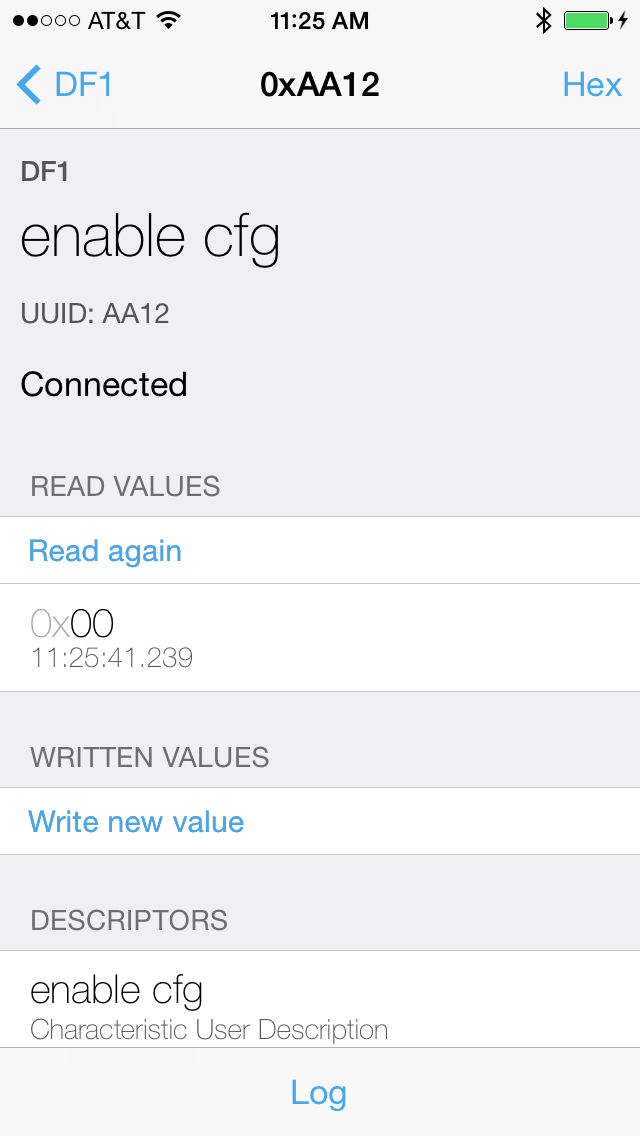 AT&T 11:25 AM
DF1 0xAA12 Hex
DF1
enable cfg
UUID: AA12
Connected
READ VALUES
Read again
0x00
11:25:41.239
WRITTEN VALUES
Write new value
DESCRIPTORS
enable cfg
Characteristic User Description
Log